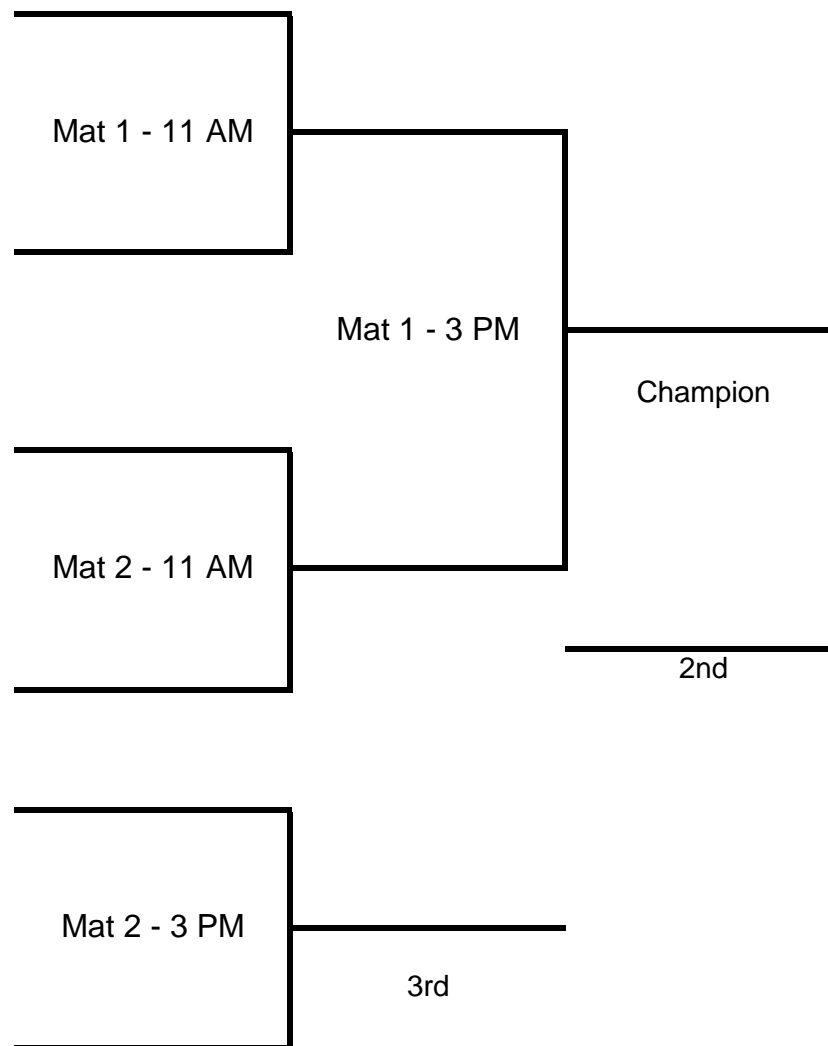 Mat 1 - 11 AM
Mat 1 - 3 PM
Champion
Mat 2 - 11 AM
2nd
Mat 2 - 3 PM
3rd